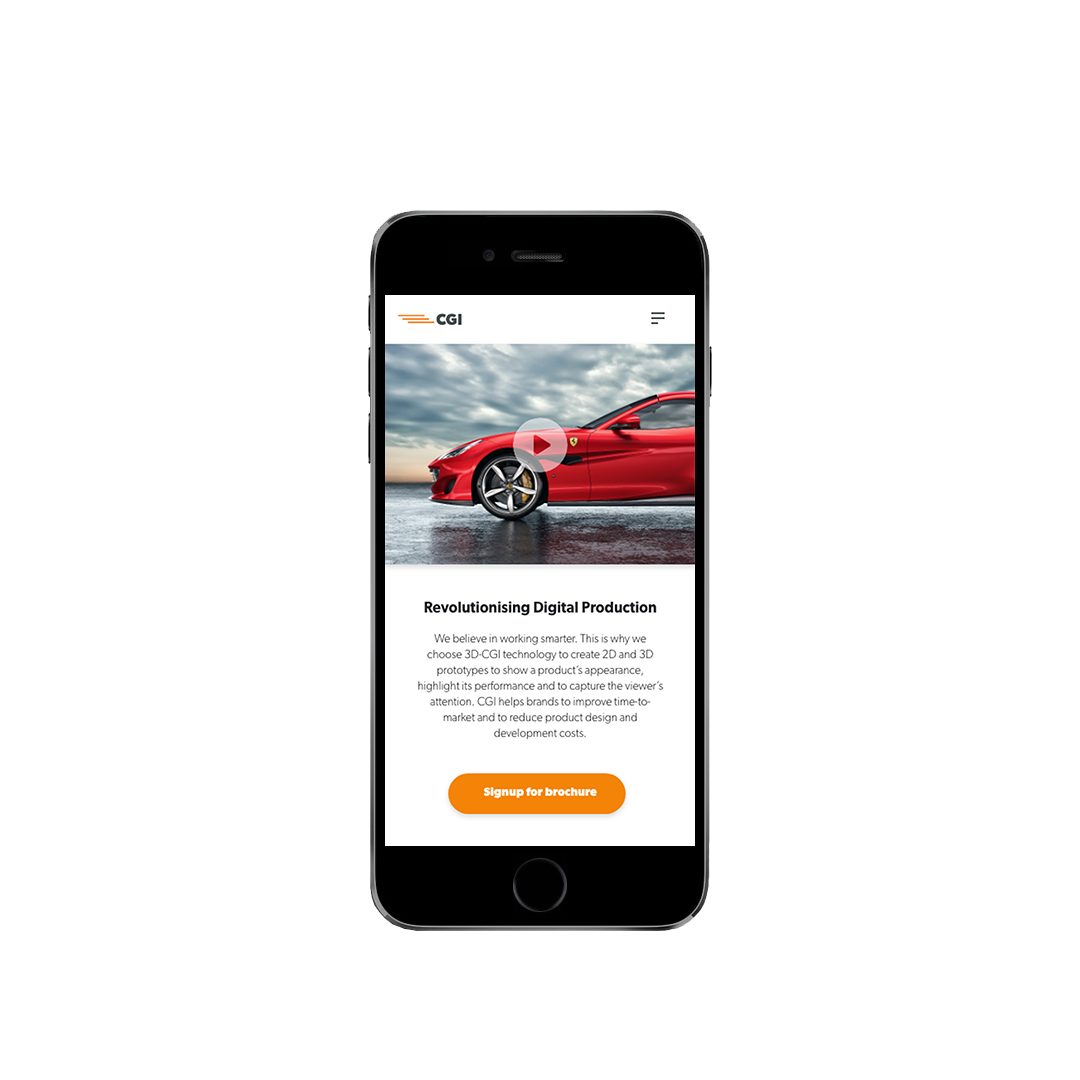 CGI
Revolutionising Digital Production
We believe in working smarter. This is why we
choose 3D-CGI technology to create 2D and 3D
prototypes to show a product's appearance,
highlight its performance and to capture the viewer's
attention. CGI helps brands to improve time-to-
market and to reduce product design and
development costs.
Signup for brochure